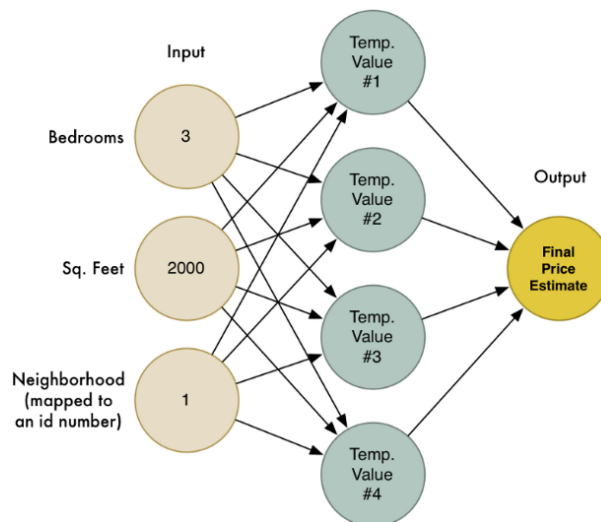 Input
Bedrooms
3
Sq. Feet
2000
Neighborhood
(mapped to
an id number)
1
Temp.
Value
#1
Temp.
Value
#2
Temp.
Value
#3
Temp.
Value
#4
Output
Final
Price
Estimate